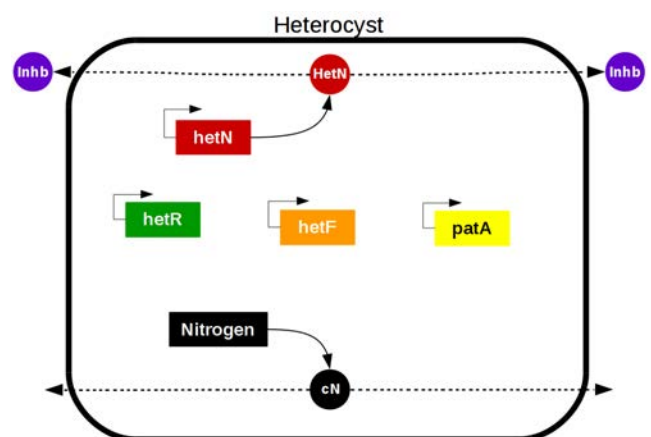 Heterocyst
Inhb
HetN
Inhb
hetN
hetR
hetF
patA
Nitrogen
cN